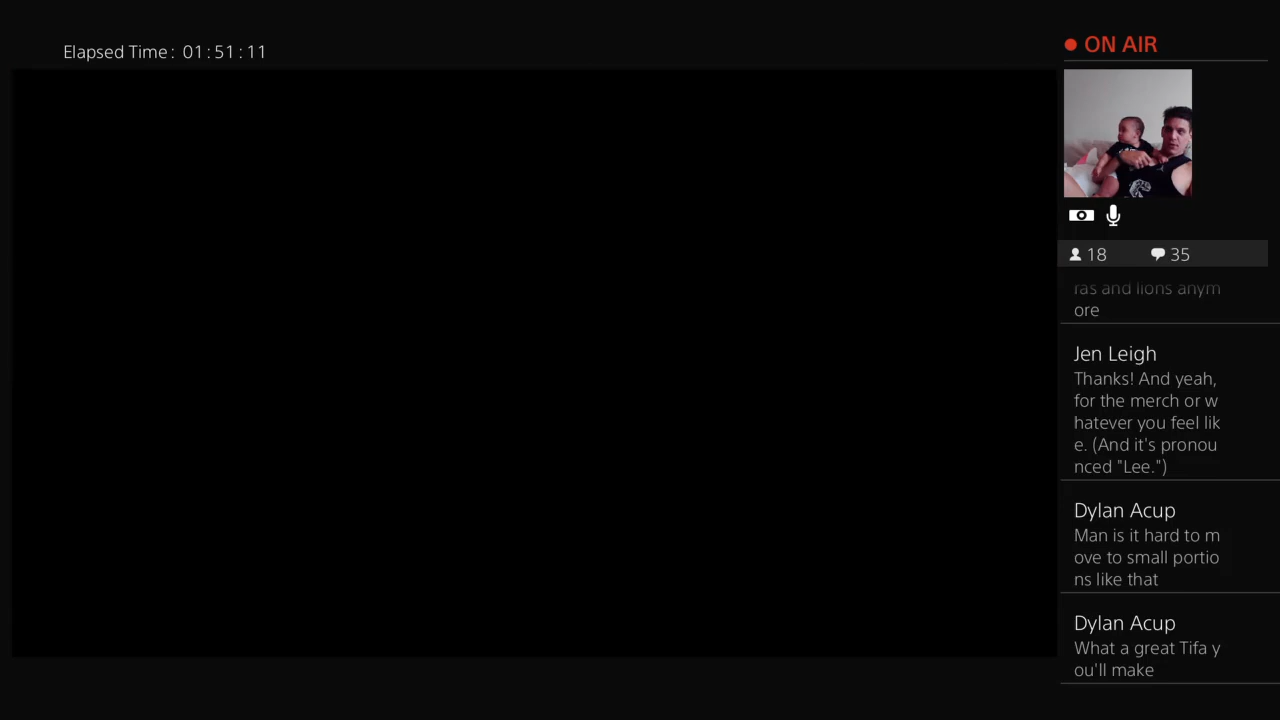 Elapsed Time: 01:51:11
ON AIR
18 35
ras and lions anym
ore
Jen Leigh
Thanks! And yeah,
for the merch or w
hatever you feel lik
e. (And it's pronou
nced "Lee.")
Dylan Acup
Man is it hard to m
ove to small portio
ns like that
Dylan Acup
What a great Tifa y
ou'll make